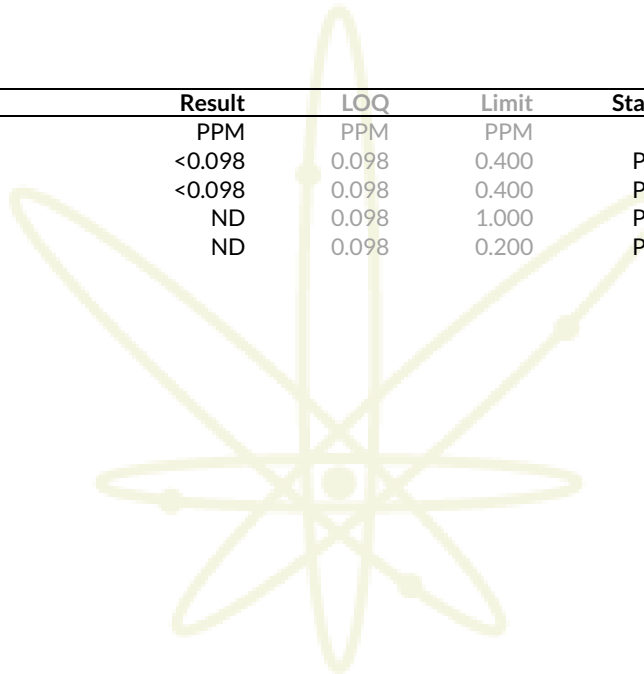 Result LOQ Limit Sta
PPM PPM PPM
<0.098 0.098 0.400 P
<0.098 0.098 0.400 P
ND 0.098 1.000 P
ND 0.098 0.200 P